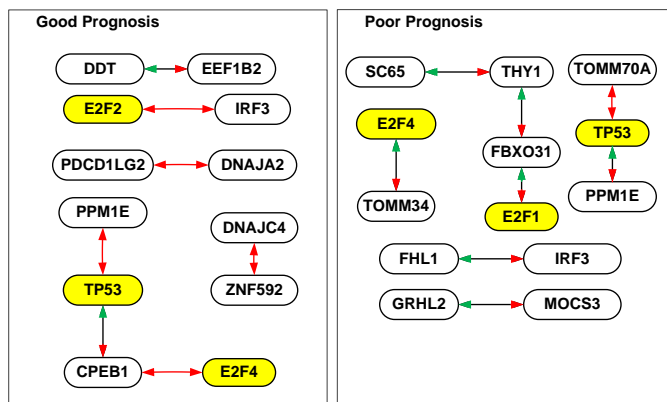 Good Prognosis
DDT
EEF1B2
E2F2
IRF3
PDCD1LG2
DNAJA2
PPM1E
DNAJC4
TP53
ZNF592
CPEB1
E2F4
Poor Prognosis
SC65
THY1
TOMM70A
E2F4
TP53
FBXO31
TOMM34
PPM1E
E2F1
FHL1
IRF3
GRHL2
MOCS3